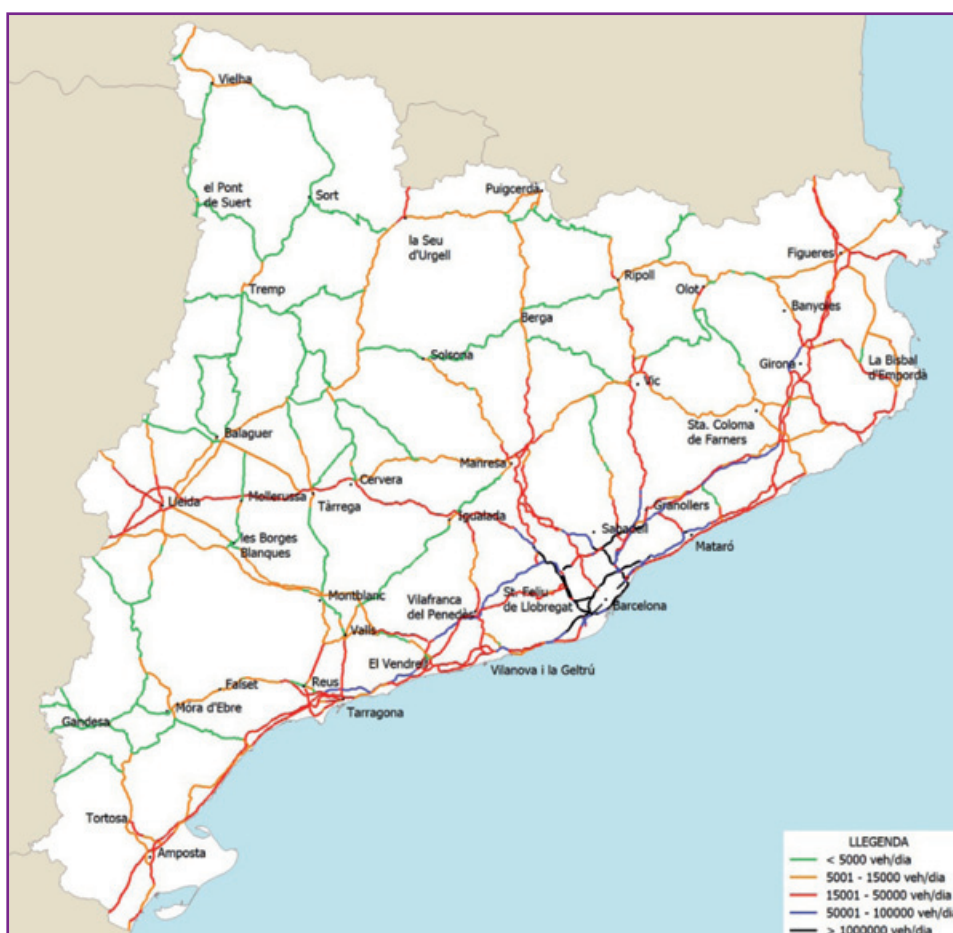 Vielha
el Pont
de Suert
Sort
Puigcerdà
la Seu
d'Urgell
Figueres
Ripoll
Olot
Tremp
Banyoles
Berga
Solsona
Girona
La Bisbal
d'Empordà
Vic
Sta. Coloma
de Farners
Balaguer
Manresa
Cervera
Lleida
Mollerussa
Tàrrega
Granollers
Igualada
Sabadell
les Borges
Blanques
Mataró
Montblanc
Vilafranca
del Penedès
St. Feliu
de Llobregat
Barcelona
Valls
El Vendrell
Vilanova i la Geltrú
Falset
Reus
Mora d'Ebre
Tarragona
Gandesa
Tortosa
Amposta
LLEGENDA
< 5000 veh/dia
5001 - 15000 veh/dia
15001 - 50000 veh/dia
50001 - 100000 veh/dia
> 1000000 veh/dia